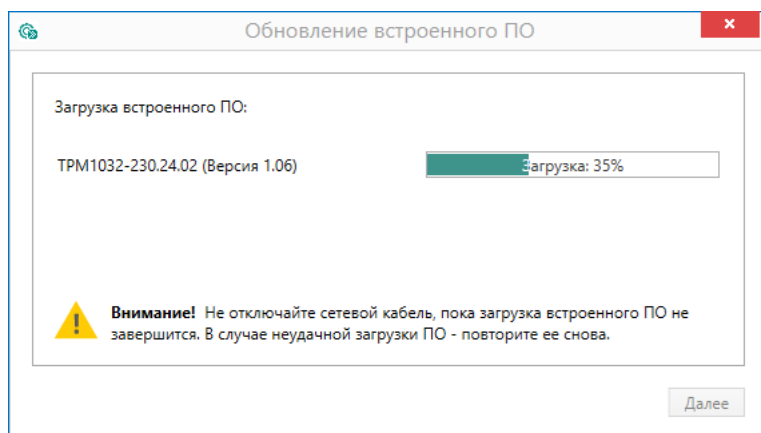 Обновление встроенного ПО
Загрузка встроенного ПО:
ТРМ1032-230.24.02 (Версия 1.06)
Загрузка: 35%
Внимание! Не отключайте сетевой кабель, пока загрузка встроенного ПО не
завершится. В случае неудачной загрузки ПО - повторите ее снова.
Далее